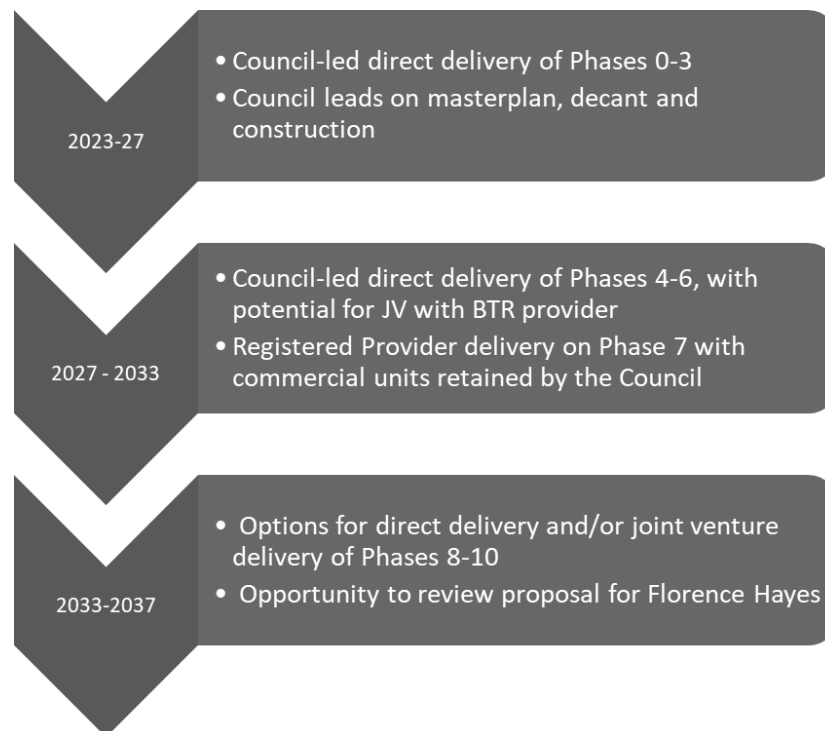 2023-27
• Council-led direct delivery of Phases 0-3
• Council leads on masterplan, decant and
construction
2027 - 2033
• Council-led direct delivery of Phases 4-6, with
potential for JV with BTR provider
• Registered Provider delivery on Phase 7 with
commercial units retained by the Council
2033-2037
• Options for direct delivery and/or joint venture
delivery of Phases 8-10
• Opportunity to review proposal for Florence Hayes